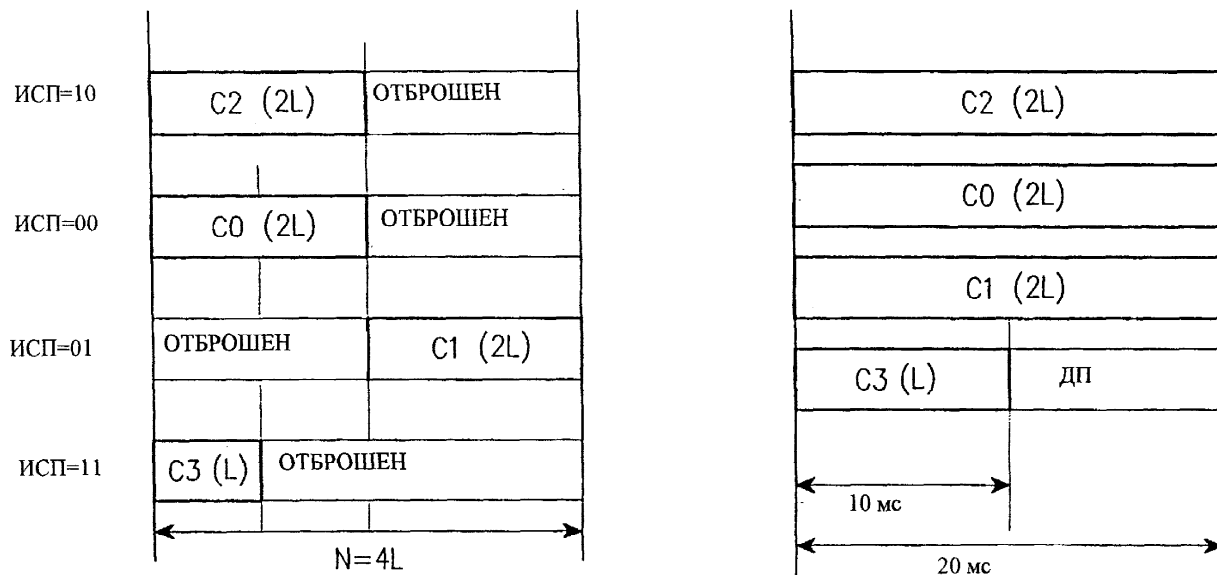 ИСП=10
C2 (2L)
ОТБРОШЕН
ИСП=00
C0 (2L)
ОТБРОШЕН
ИСП=01
ОТБРОШЕН
C1 (2L)
ИСП=11
C3 (L)
ОТБРОШЕН
N=4L
C2 (2L)
C0 (2L)
C1 (2L)
C3 (L)
ДП
10 мс
20 мс